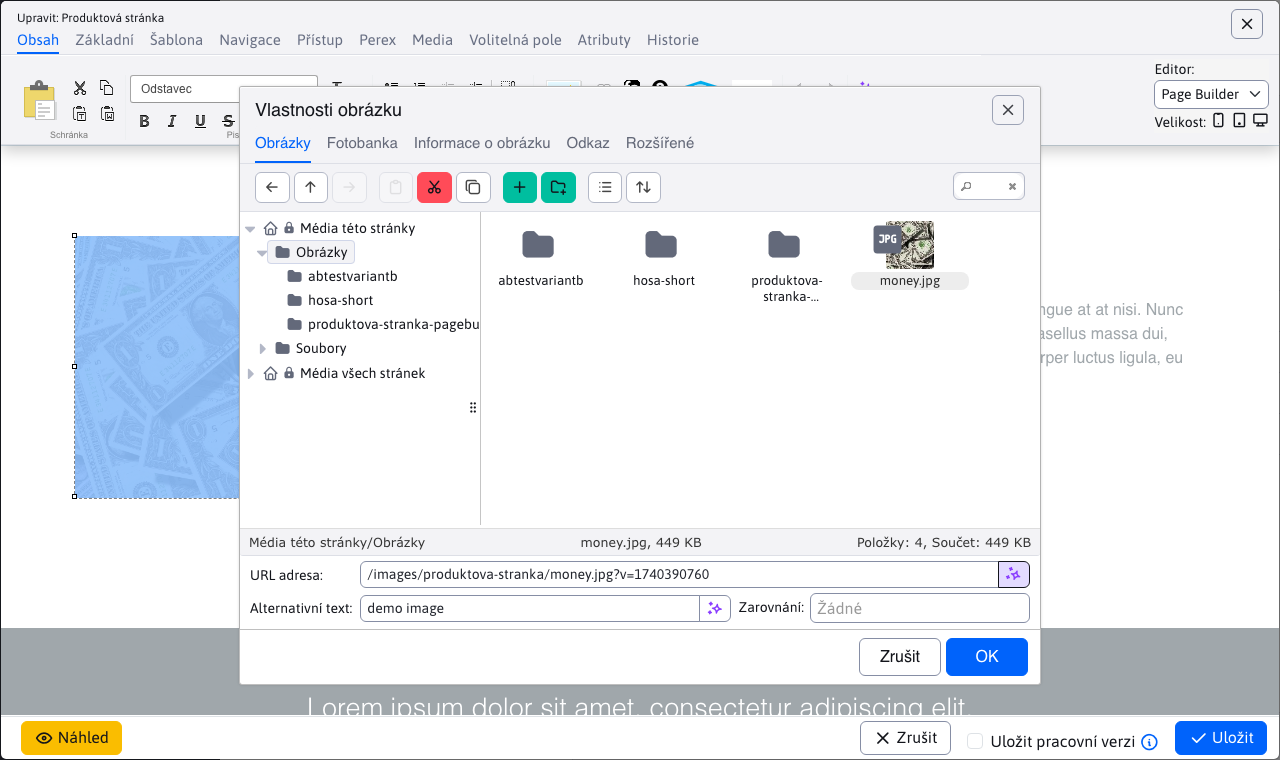 Upravit: Produktová stránka
Obsah Základní Šablona Navigace Přístup Perex Media Volitelná pole Atributy Historie
Editor:
Odstavec
Page Builder
Velikost:
B I U S
Schránka
Vlastnosti obrázku
Obrázky Fotobanka Informace o obrázku Odkaz Rozšířené
Média této stránky
Obrázky
abtestvariantb
hosa-short
produktova-stranka-pagebu
Soubory
Média všech stránek
JPG
abtestvariantb hosa-short produktova-stranka-... money.jpg
Média této stránky/Obrázky money.jpg, 449 KB Položky: 4, Součet: 449 KB
URL adresa: /images/produktova-stranka/money.jpg?v=1740390760
Alternativní text: demo image Zarovnání: Žádné
Zrušit OK
at at nisi. Nunc
massa dui,
luctus ligula, eu
Lorem ipsum dolor sit amet, consectetur adipiscing elit.
Náhled Zrušit Uložit pracovní verzi Uložit